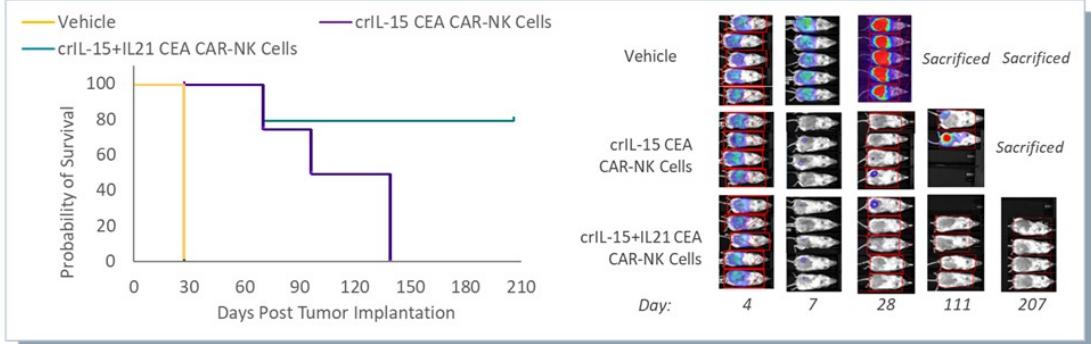 Vehicle
crIL-15 CEA CAR-NK Cells
crIL-15+IL21 CEA CAR-NK Cells
Probability of Survival
100
80
60
40
20
0
0 30 60 90 120 150 180 210
Days Post Tumor Implantation
Vehicle
Sacrificed Sacrificed
crIL-15 CEA
CAR-NK Cells
Sacrificed
crIL-15+IL21 CEA
CAR-NK Cells
Day: 4 7 28 111 207